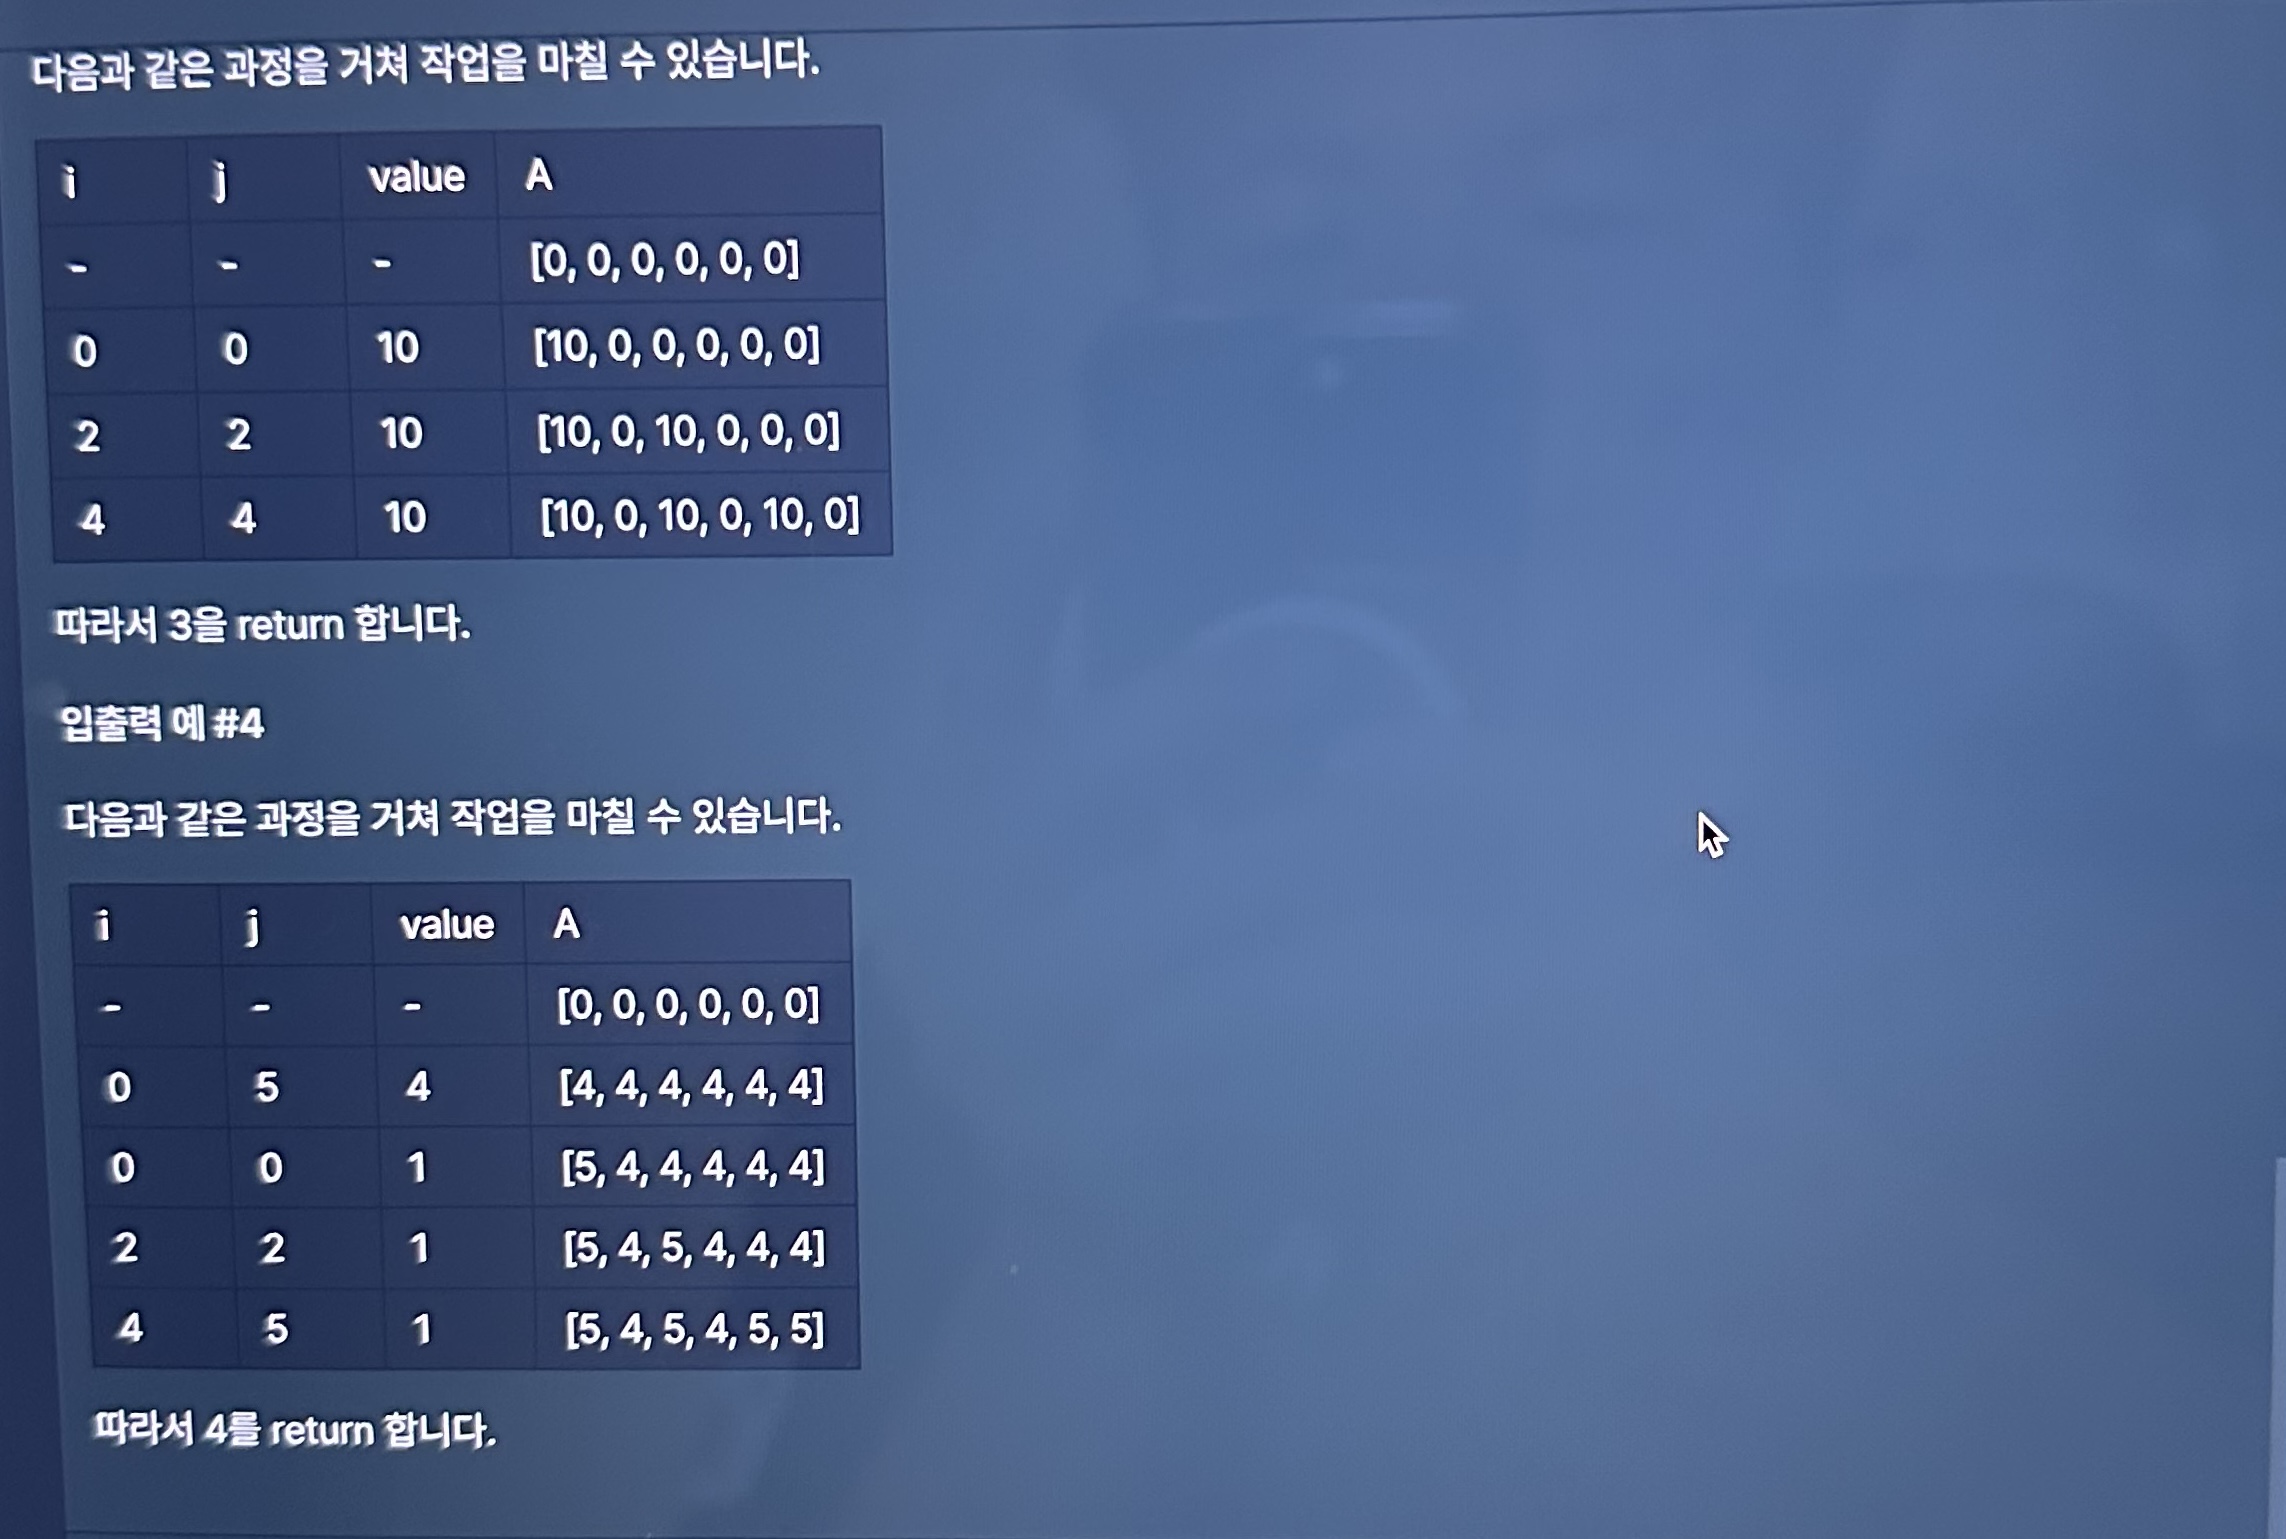 다음과 같은 과정을 거쳐 작업을 마칠 수 있습니다.
i j value A
- - - [0, 0, 0, 0, 0, 0]
0 0 10 [10, 0, 0, 0, 0, 0]
2 2 10 [10, 0, 10, 0, 0, 0]
4 4 10 [10, 0, 10, 0, 10, 0]
따라서 3을 return 합니다.
입출력 예 #4
다음과 같은 과정을 거쳐 작업을 마칠 수 있습니다.
i j value A
- - - [0, 0, 0, 0, 0, 0]
0 5 4 [4, 4, 4, 4, 4, 4]
0 0 1 [5, 4, 4, 4, 4, 4]
2 2 1 [5, 4, 5, 4, 4, 4]
4 5 1 [5, 4, 5, 4, 5, 5]
따라서 4를 return 합니다.